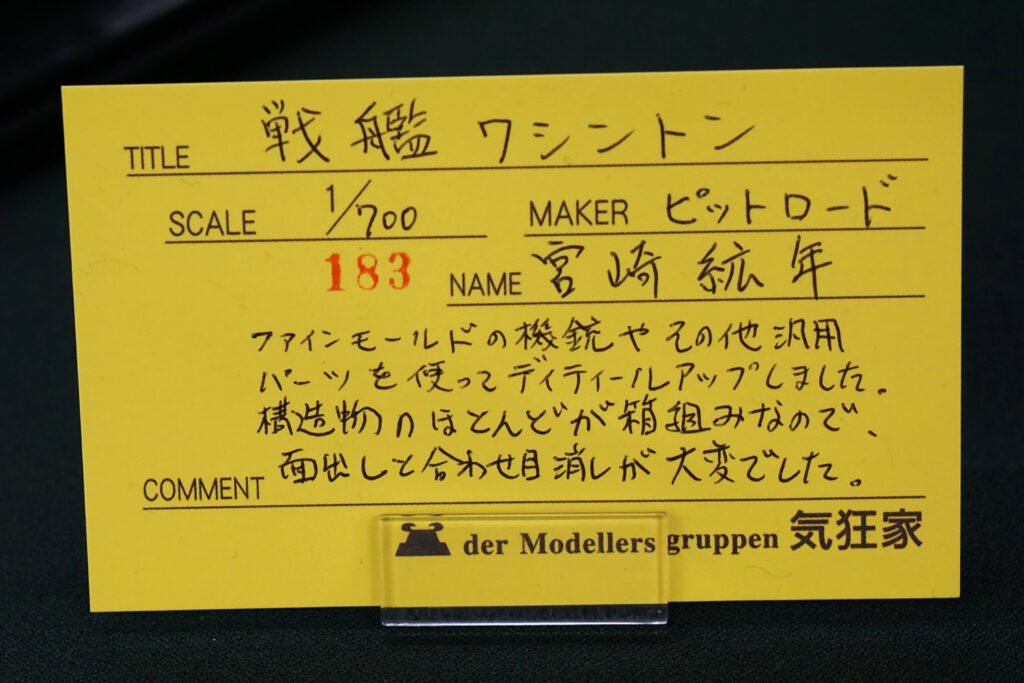 TITLE 戦艦 ワシントン
SCALE 1/700 MAKER ピットロード
183 NAME 宮崎紘年
ファインモールドの機銃やその他汎用
パーツを使ってディティールアップしました。
構造物のほとんどが箱組みなので、
面出しと合わせ目消しが大変でした。
COMMENT
der Modellers gruppen 気狂家